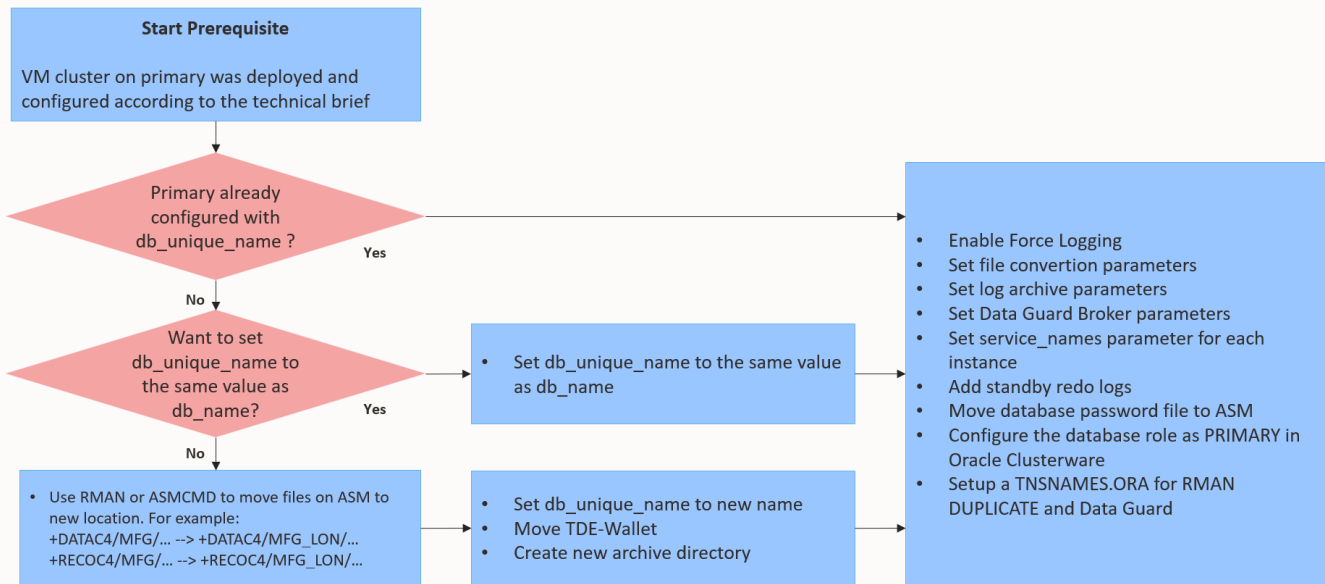 Start Prerequisite
VM cluster on primary was deployed and
configured according to the technical brief
Primary already
configured with
db_unique_name ?
Yes
No
Want to set
db_unique_name to
the same value as
db_name?
Yes
No
• Set db_unique_name to the same value
as db_name
• Use RMAN or ASMCMD to move files on ASM to
new location. For example:
+DATAC4/MFG/... --> +DATAC4/MFG_LON/...
+RECOC4/MFG/... --> +RECOC4/MFG_LON/...
• Set db_unique_name to new name
• Move TDE-Wallet
• Create new archive directory
• Enable Force Logging
• Set file convertion parameters
• Set log archive parameters
• Set Data Guard Broker parameters
• Set service_names parameter for each
instance
• Add standby redo logs
• Move database password file to ASM
• Configure the database role as PRIMARY in
Oracle Clusterware
• Setup a TNSNAMES.ORA for RMAN
DUPLICATE and Data Guard